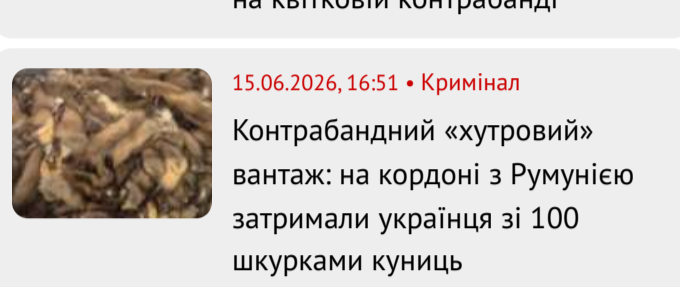 на квітковій контрабанді
15.06.2026, 16:51 • Кримінал
Контрабандний «хутровий»
вантаж: на кордоні з Румунією
затримали українця зі 100
шкурками куниць